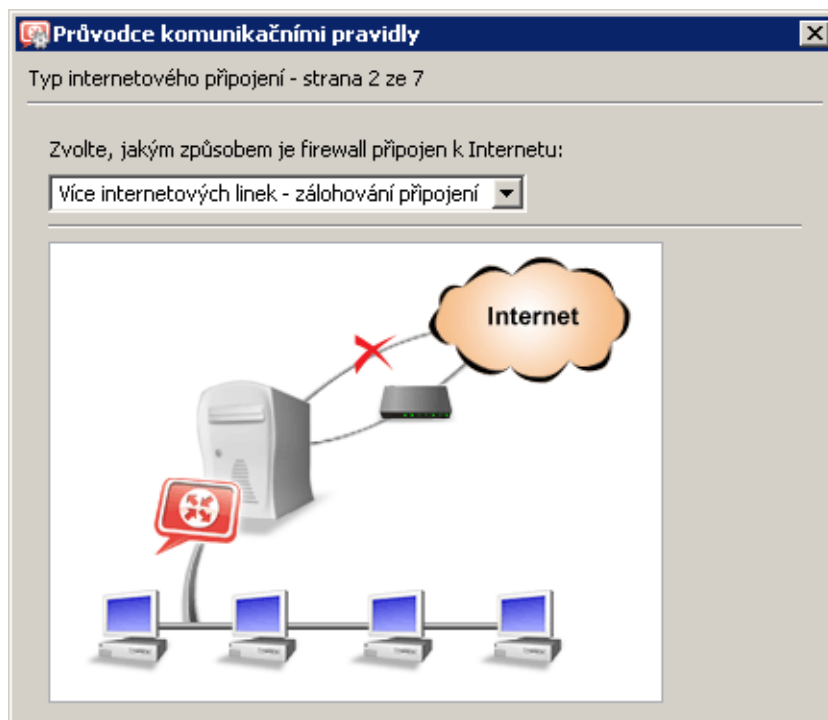 Průvodce komunikačními pravidly
Typ internetového připojení - strana 2 ze 7
Zvolte, jakým způsobem je firewall připojen k Internetu:
Více internetových linek - zálohování připojení
Internet